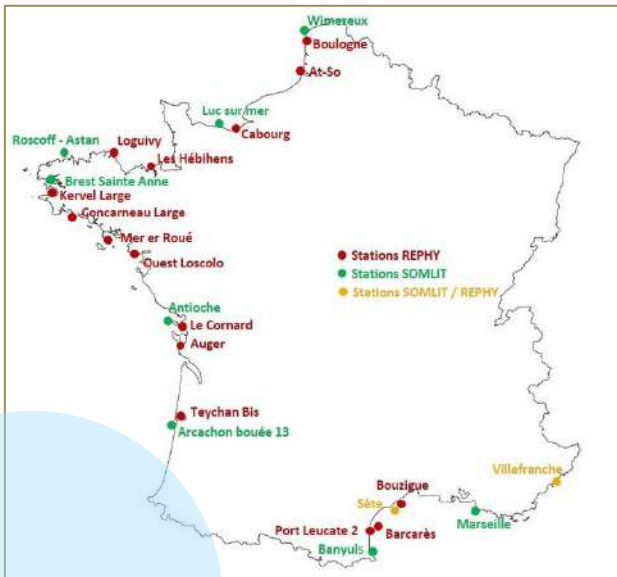 Wimereux
Boulogne
At-So
Luc sur mer
Cabourg
Roscoff - Astan
Loguivy
Les Hébihens
Brest Sainte Anne
Kervel Large
Concarneau Large
Mer er Roué
Ouest Loscolo
Stations REPHY
Stations SOMLIT
Stations SOMLIT / REPHY
Antioche
Le Cornard
Auger
Teychan Bis
Arcachon bouée 13
Villefranche
Bouzigue
Sète
Marseille
Port Leucate 2
Barcarès
Banyuls